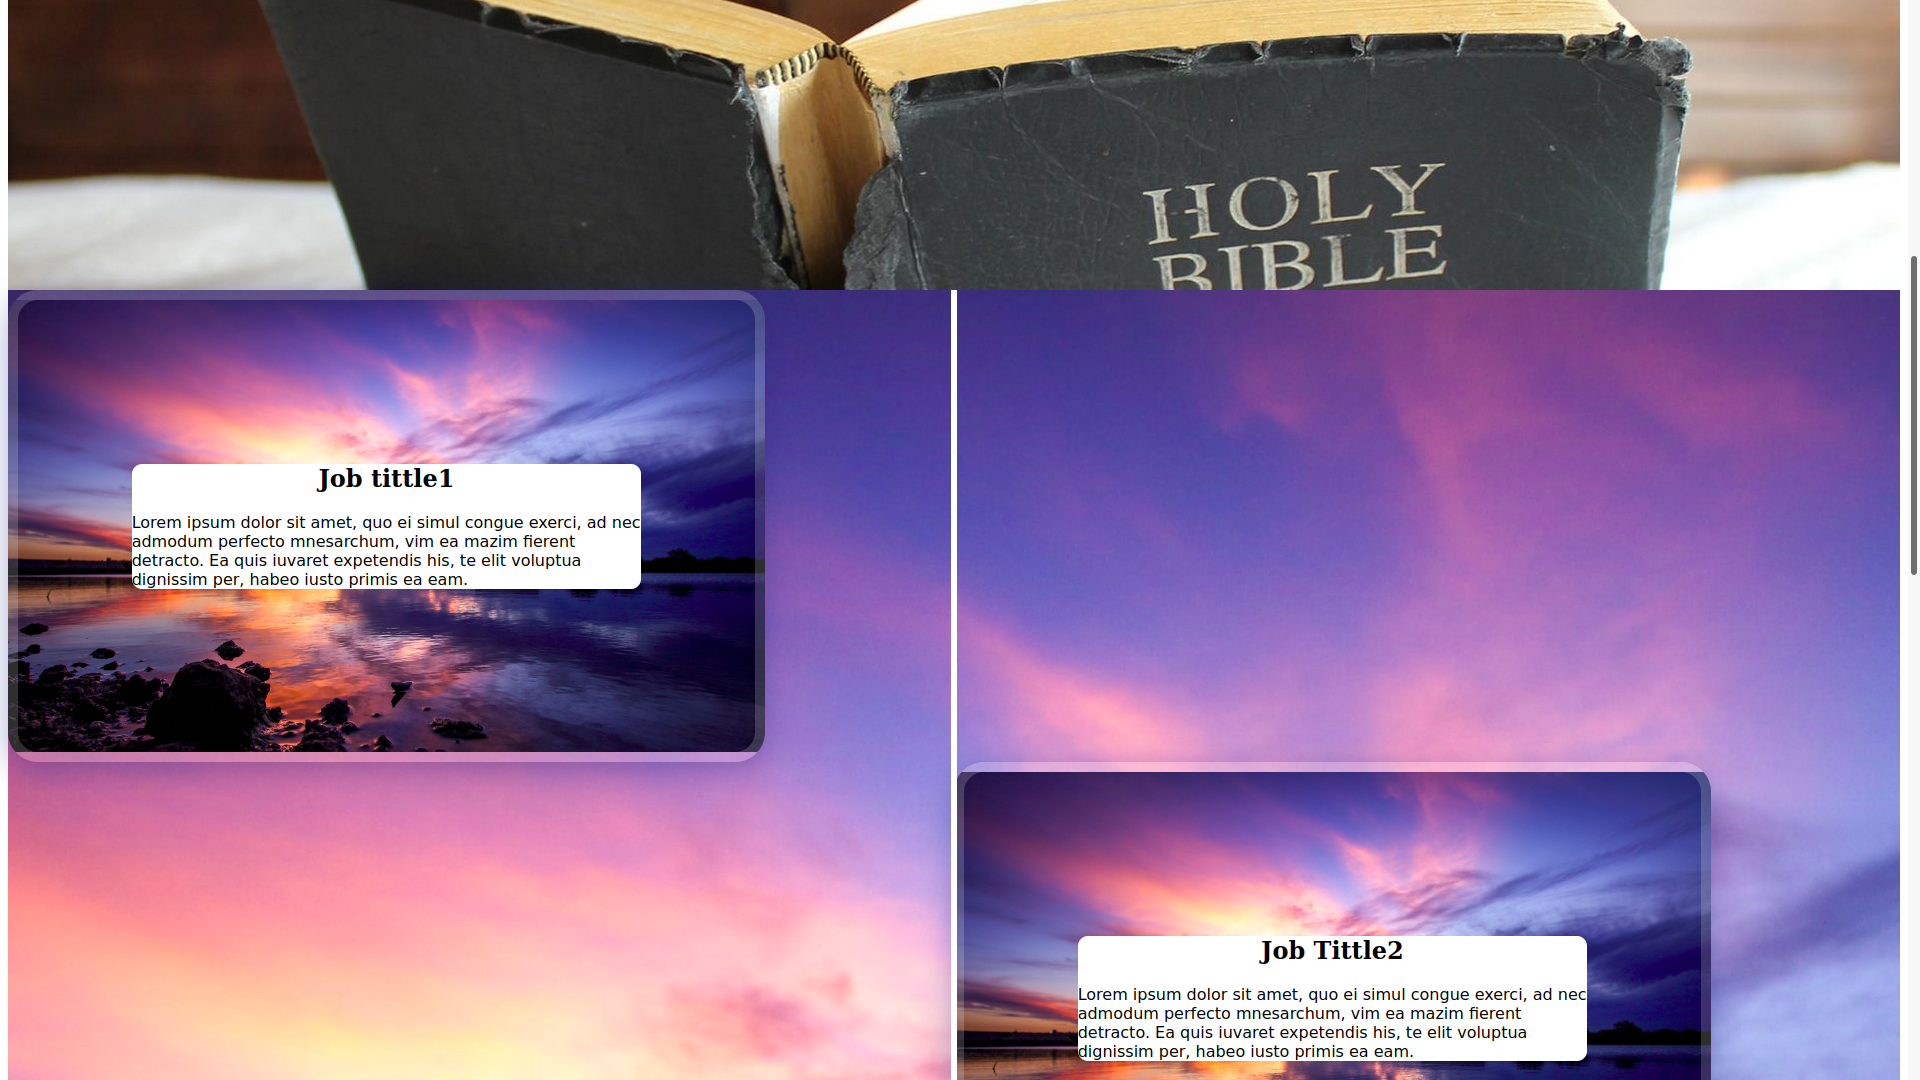 HOLY
BIBLE
Job tittle1
Lorem ipsum dolor sit amet, quo ei simul congue exerci, ad nec
admodum perfecto mnesarchum, vim ea mazim fierent
detracto. Ea quis iuvaret expetendis his, te elit voluptua
dignissim per, habeo iusto primis ea eam.
Job Tittle2
Lorem ipsum dolor sit amet, quo ei simul congue exerci, ad nec
admodum perfecto mnesarchum, vim ea mazim fierent
detracto. Ea quis iuvaret expetendis his, te elit voluptua
dignissim per, habeo iusto primis ea eam.